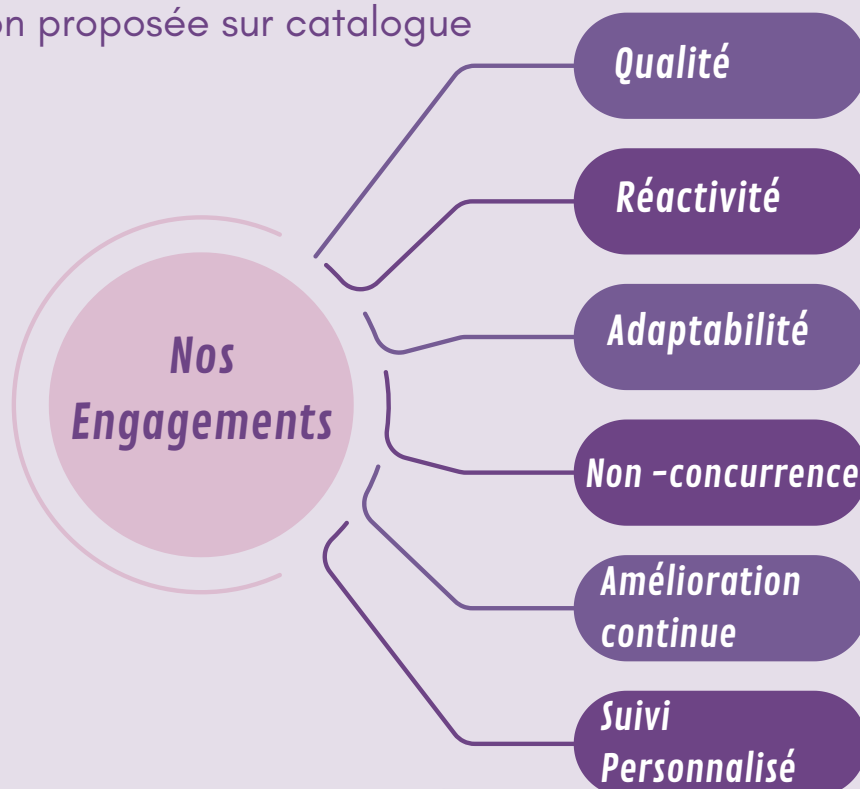 on proposée sur catalogue
Nos
Engagements
Qualité
Réactivité
Adaptabilité
Non -concurrence
Amélioration
continue
Suivi
Personnalisé